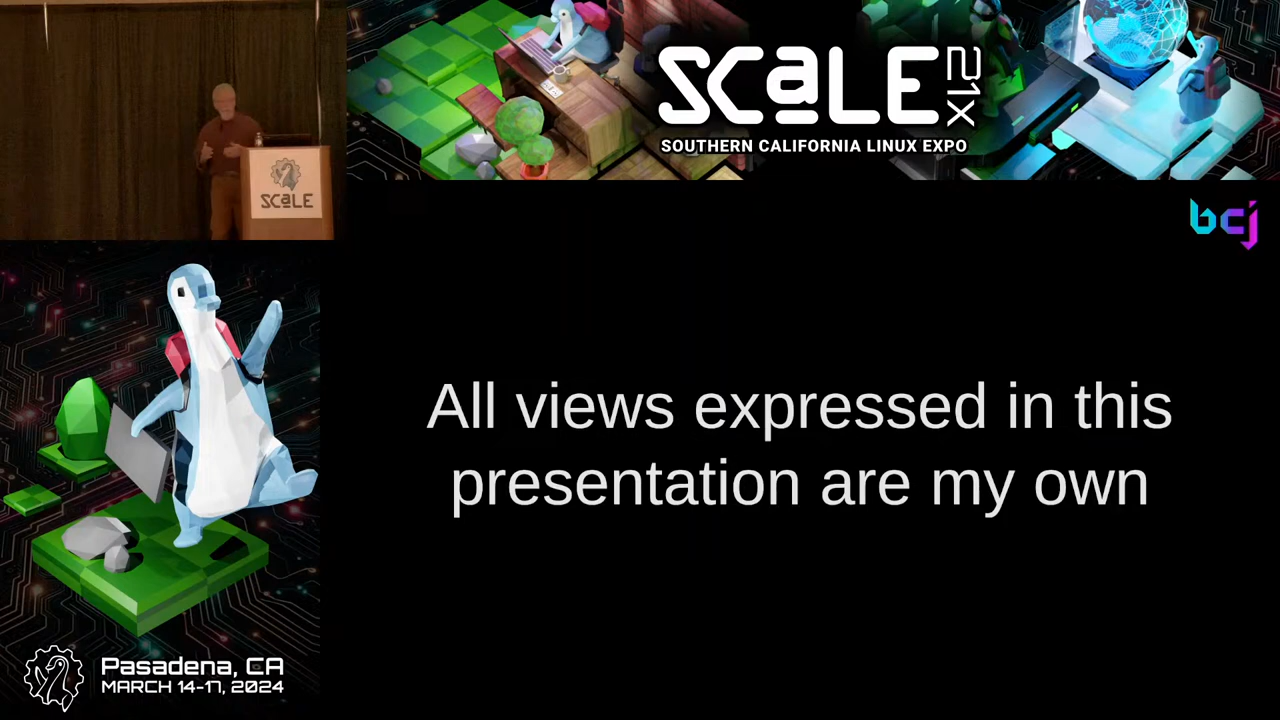 SCaLE 21x
SOUTHERN CALIFORNIA LINUX EXPO
SCaLE
bcj
All views expressed in this
presentation are my own
Pasadena, CA
MARCH 14-17, 2024